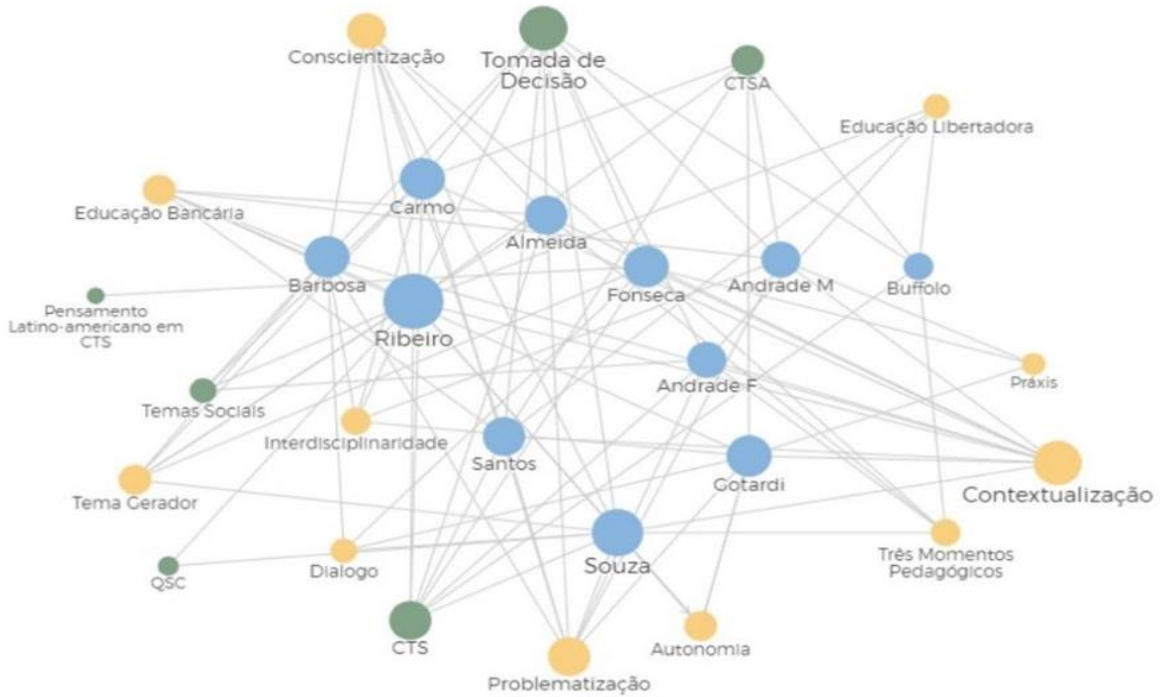 Conscientização
Tomada de
Decisão
CTSA
Educação Libertadora
Educação Bancária
Carmo
Almeida
Barbosa
Fonseca
Andrade M
Buffolo
Pensamento
Latino-americano em
CTS
Ribeiro
Andrade F
Práxis
Temas Sociais
Interdisciplinaridade
Santos
Gotardi
Contextualização
Tema Gerador
Três Momentos
Pedagógicos
QSC
Dialogo
Souza
CTS
Autonomia
Problematização